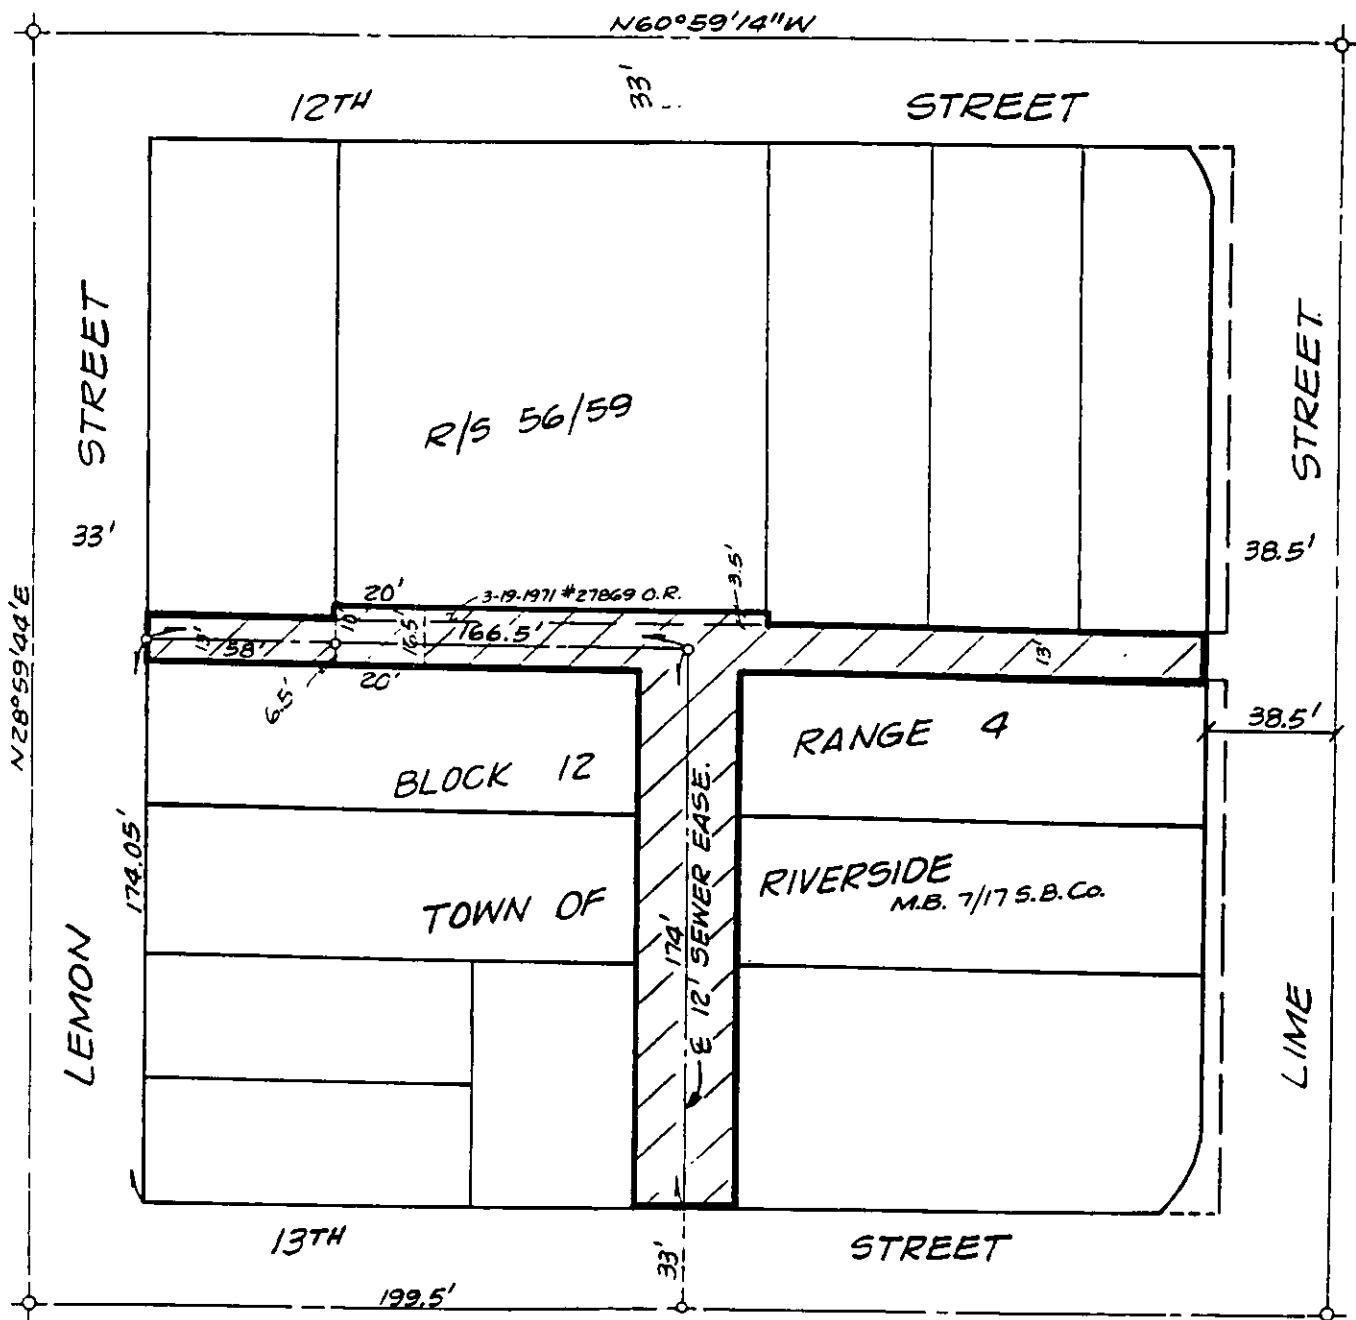 N60°59'14"W
12TH
33'
STREET
STREET
STREET
R/S 56/59
33'
38.5'
N28°59'44'E
20'
3-19-1971 #27869 O.R.
3.5'
10'
16.5'
166.5'
13'
58'
13'
6.5'
20'
38.5'
BLOCK 12
RANGE 4
174.05'
TOWN OF
RIVERSIDE
M.B. 7/17 S.B.Co.
174'
℄ 12' SEWER EASE.
LEMON
LIME
13TH
33'
STREET
199.5'